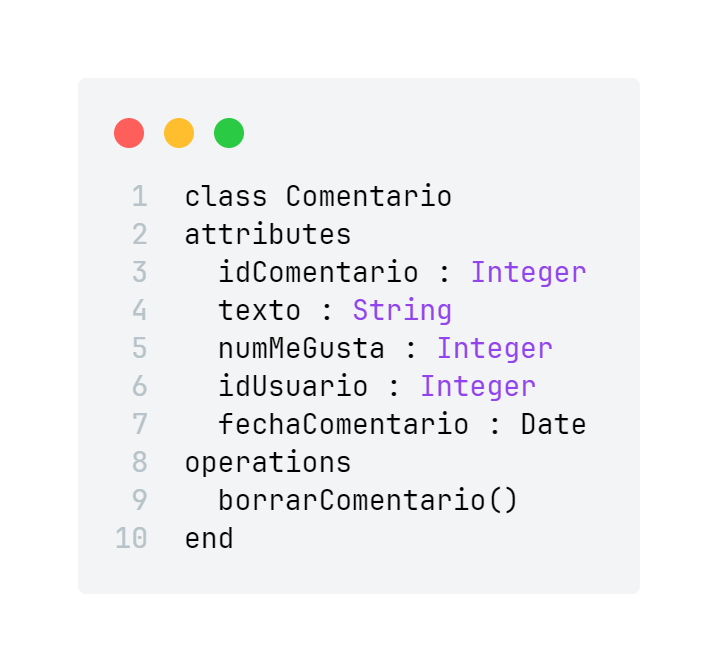 1 class Comentario
2 attributes
3   idComentario : Integer
4   texto : String
5   numMeGusta : Integer
6   idUsuario : Integer
7   fechaComentario : Date
8 operations
9   borrarComentario()
10 end